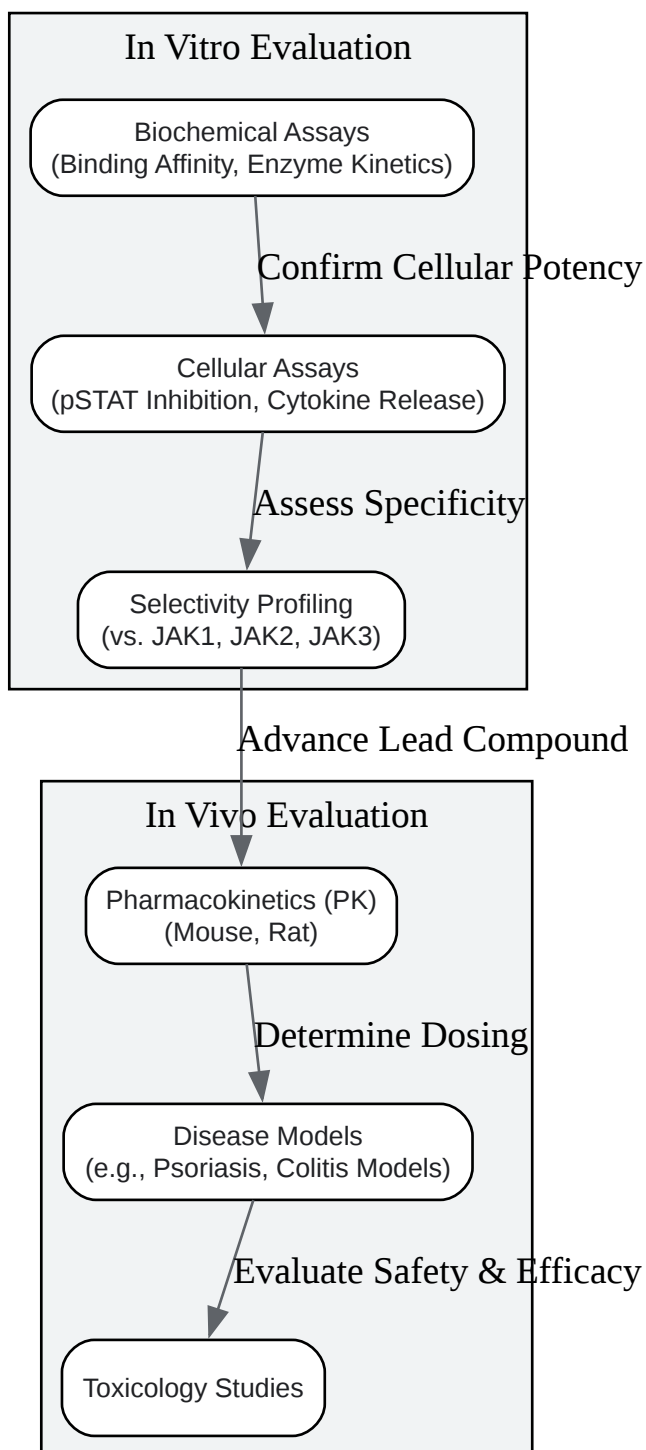 In Vitro Evaluation
Biochemical Assays
(Binding Affinity, Enzyme Kinetics)
Confirm Cellular Potency
Cellular Assays
(pSTAT Inhibition, Cytokine Release)
Assess Specificity
Selectivity Profiling
(vs. JAK1, JAK2, JAK3)
Advance Lead Compound
In Vivo Evaluation
Pharmacokinetics (PK)
(Mouse, Rat)
Determine Dosing
Disease Models
(e.g., Psoriasis, Colitis Models)
Evaluate Safety & Efficacy
Toxicology Studies